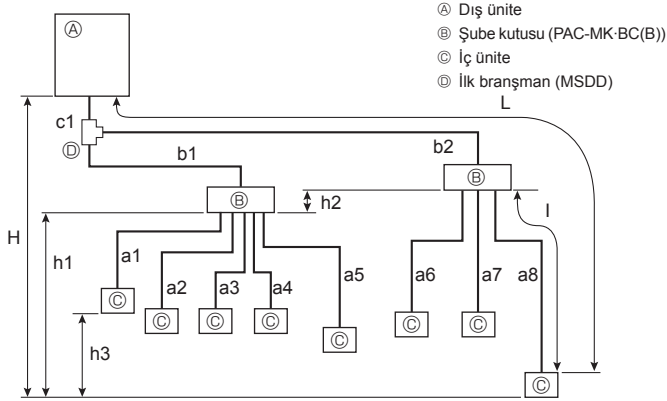 Ⓐ Dış ünite
Ⓑ Şube kutusu (PAC-MK·BC(B))
Ⓒ İç ünite
Ⓓ İlk branşman (MSDD)
Ⓐ
L
c1
Ⓓ
b1
b2
Ⓑ
Ⓑ
h2
I
H
h1
a1
a2
a3
a4
a5
a6
a7
a8
Ⓒ
Ⓒ
Ⓒ
Ⓒ
Ⓒ
Ⓒ
Ⓒ
h3
Ⓒ